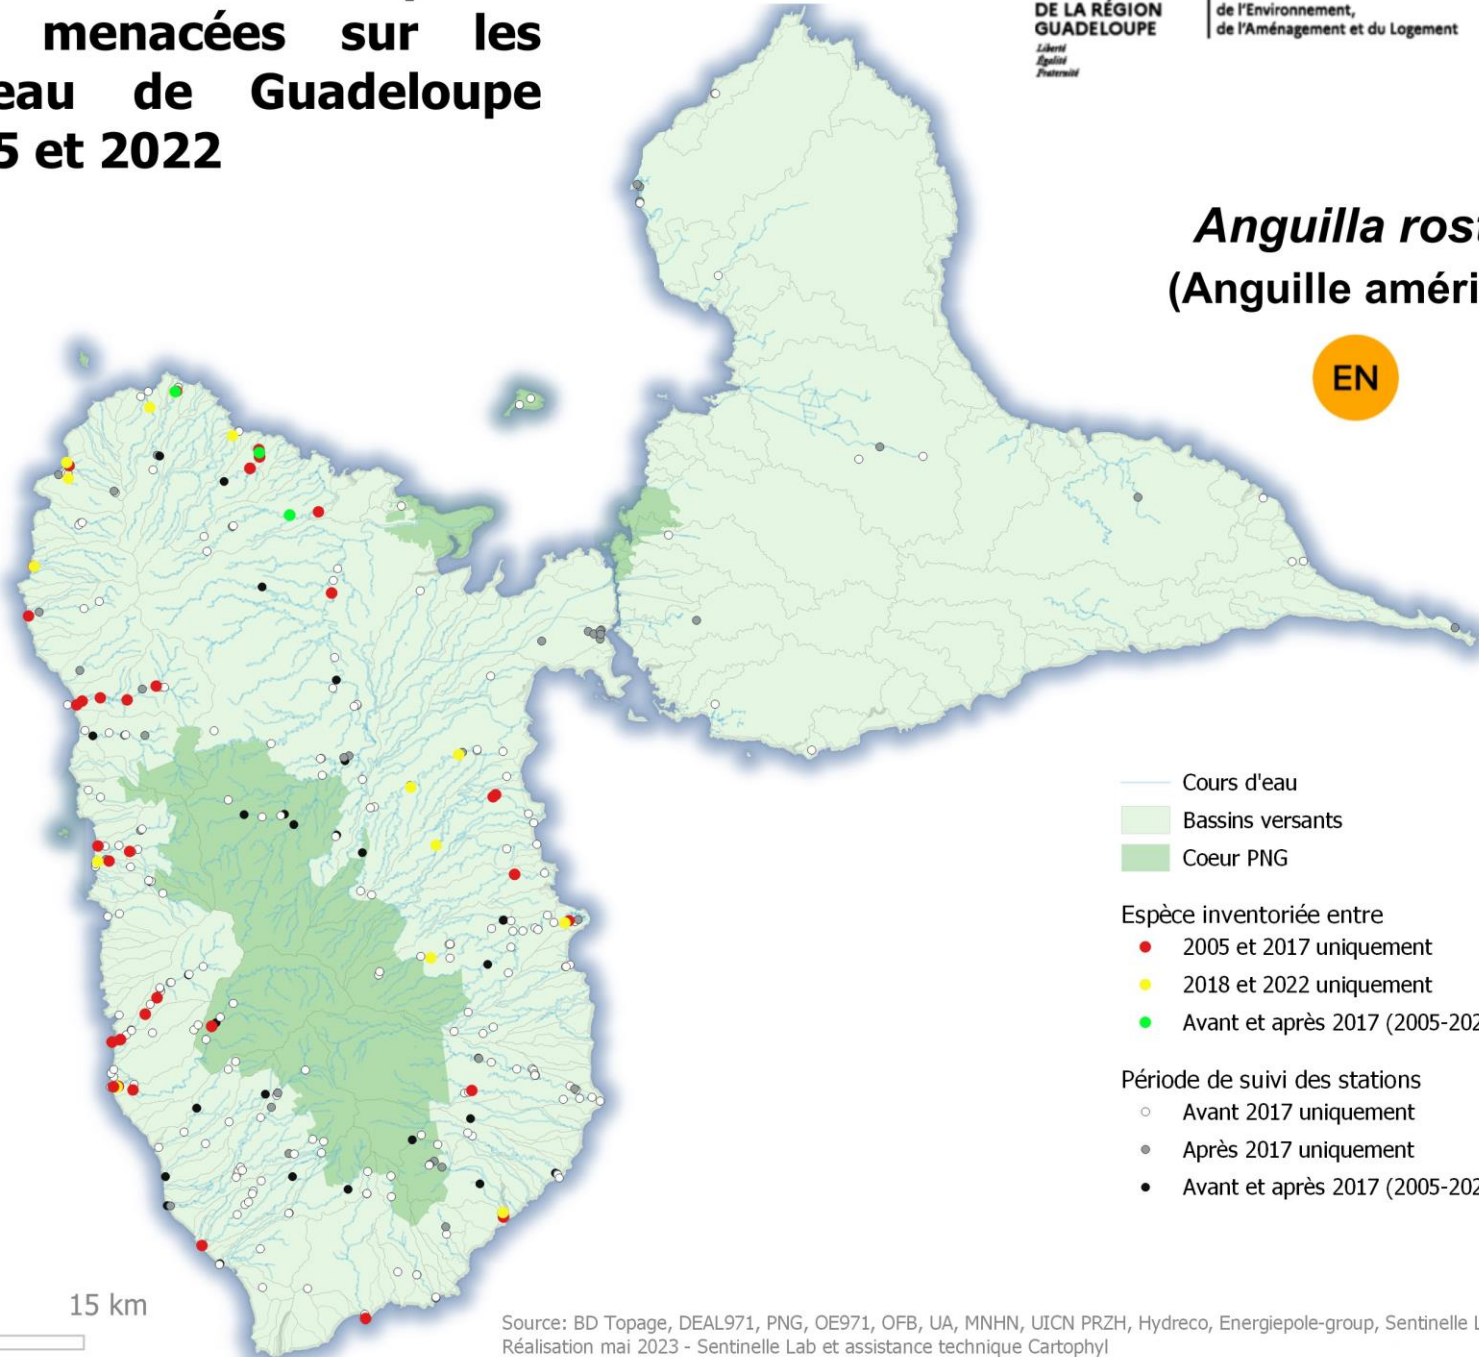 menacées sur les
eau de Guadeloupe
5 et 2022
DE LA RÉGION
GUADELOUPE
Liberté
Égalité
Fraternité
de l'Environnement,
de l'Aménagement et du Logement
Anguilla rost
(Anguille améri
EN
Cours d'eau
Bassins versants
Coeur PNG
Espèce inventoriée entre
2005 et 2017 uniquement
2018 et 2022 uniquement
Avant et après 2017 (2005-202
Période de suivi des stations
Avant 2017 uniquement
Après 2017 uniquement
Avant et après 2017 (2005-202
15 km
Source: BD Topage, DEAL971, PNG, OE971, OFB, UA, MNHN, UICN PRZH, Hydreco, Energiepole-group, Sentinelle L
Réalisation mai 2023 - Sentinelle Lab et assistance technique Cartophyl